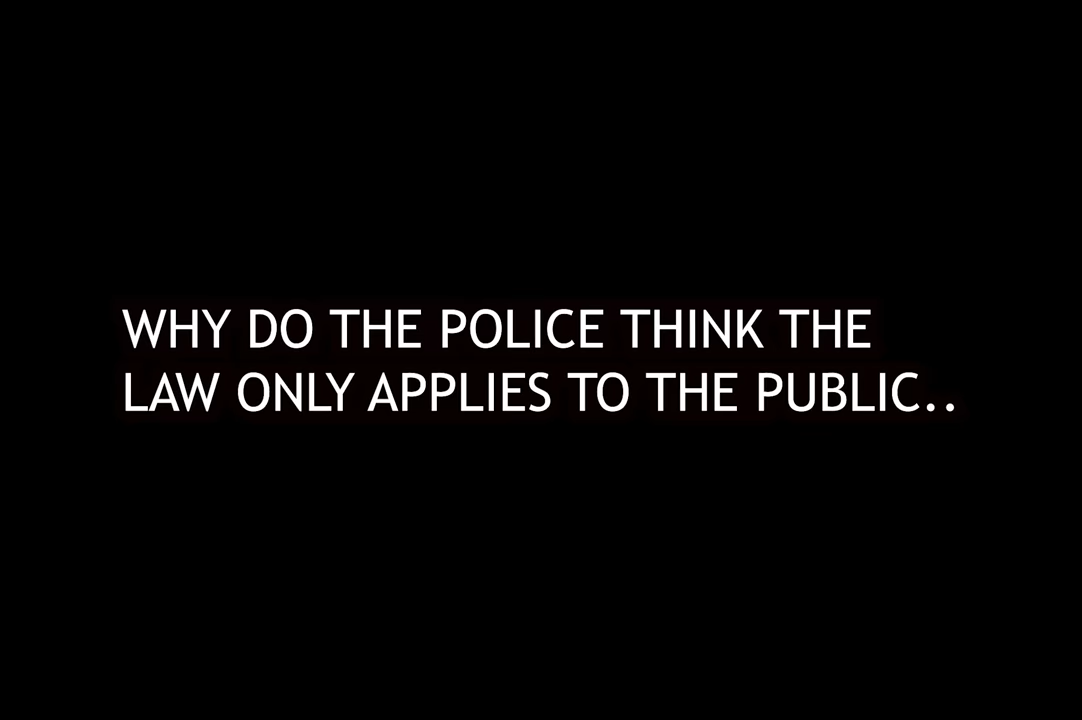 WHY DO THE POLICE THINK THE
LAW ONLY APPLIES TO THE PUBLIC..